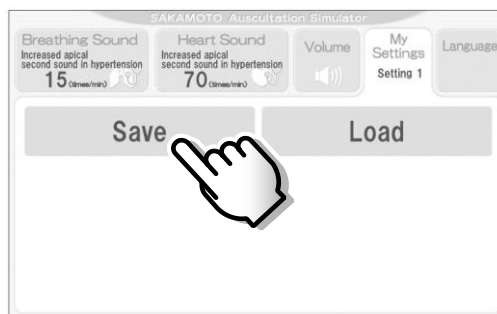 SAKAMOTO Auscultation Simulator
Breathing Sound
Increased apical
second sound in hypertension
15 (times/min)
Heart Sound
Increased apical
second sound in hypertension
70 (times/min)
Volume
My
Settings
Setting 1
Language
Save
Load